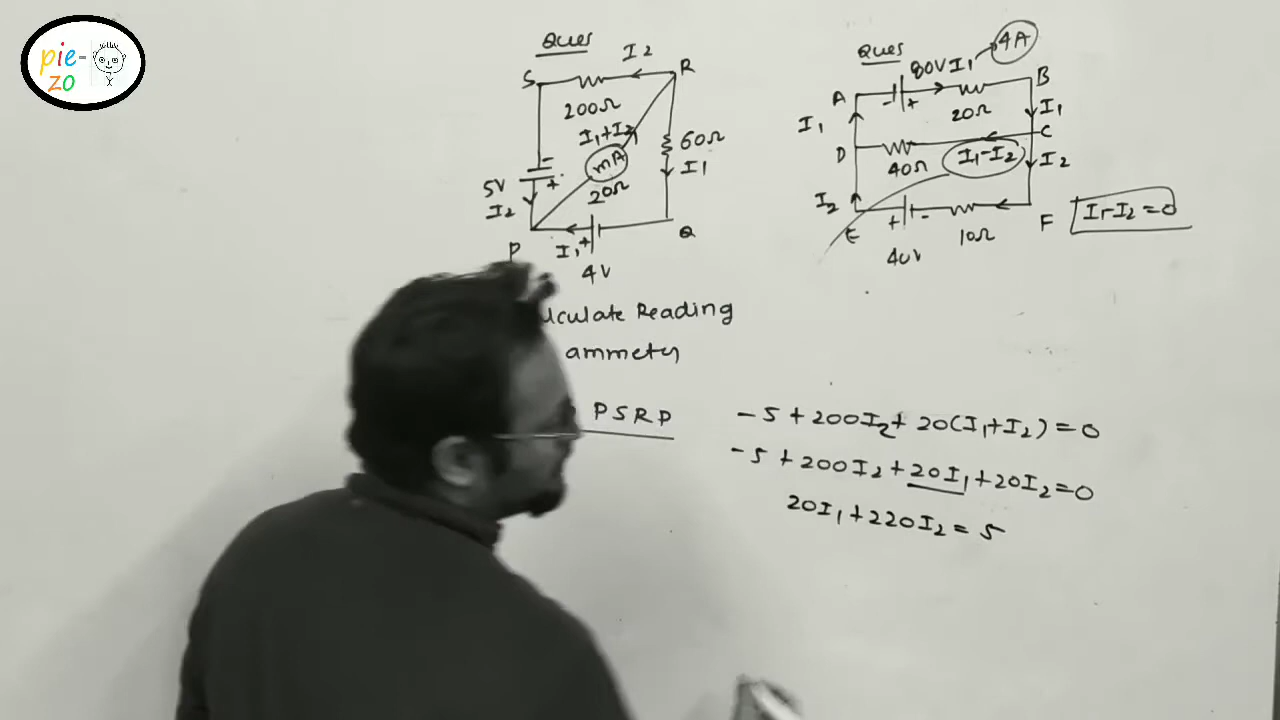 pie-
zo
Ques
I2
S
R
200Ω
I1+I2
60Ω
mA
I1
20Ω
5V
-
+
I2
P
I1
+
Q
4V
lculate Reading
ammeter
PSRP
Ques
4A
80V
I1
A
- +
B
20Ω
I1
I1
C
D
40Ω
I1-I2
I2
I2
E
+ -
10Ω
F
I1-I2=0
40V
-5+200I2+20(I1+I2)=0
-5+200I2+20I1+20I2=0
20I1+220I2=5